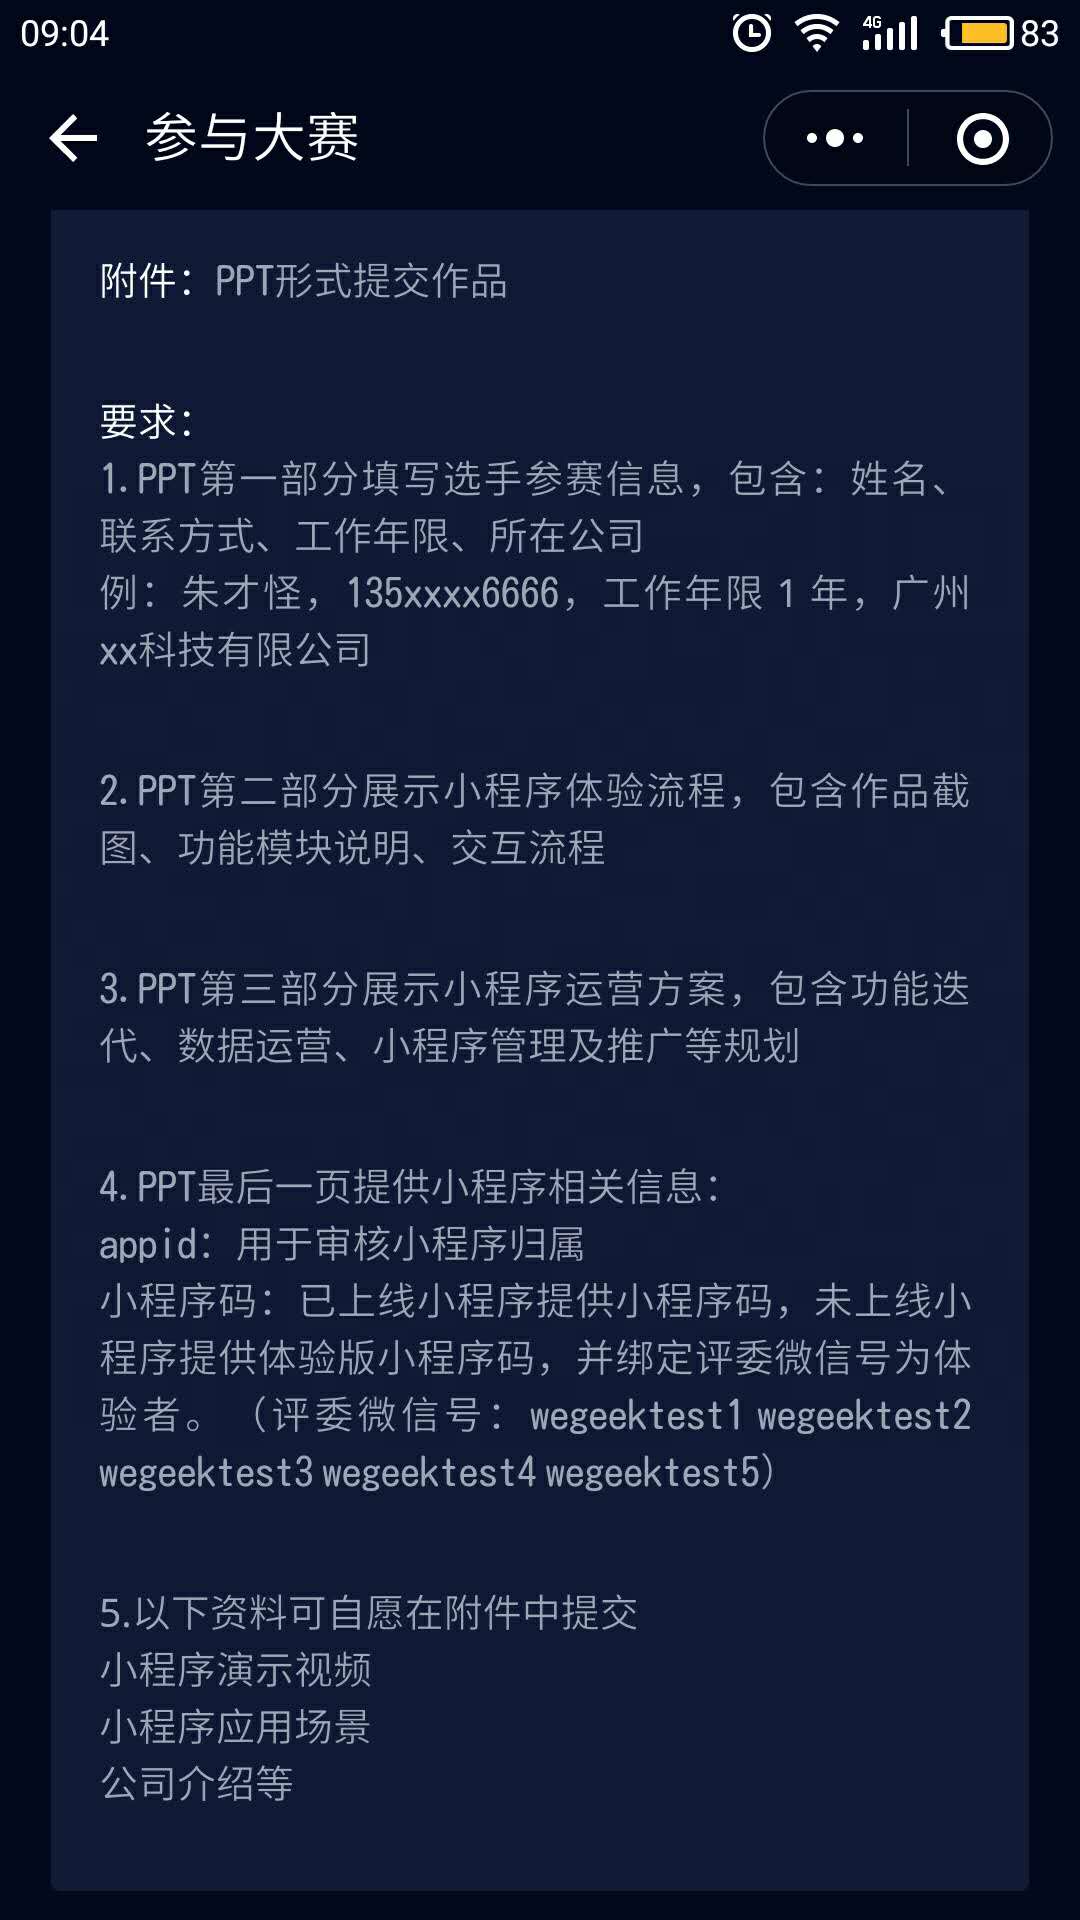 09:04
4G
83
参与大赛
附件：PPT形式提交作品
要求：
1.PPT第一部分填写选手参赛信息，包含：姓名、
联系方式、工作年限、所在公司
例：朱才怪，135xxxx6666，工作年限 1 年，广州
xx科技有限公司
2.PPT第二部分展示小程序体验流程，包含作品截
图、功能模块说明、交互流程
3.PPT第三部分展示小程序运营方案，包含功能迭
代、数据运营、小程序管理及推广等规划
4.PPT最后一页提供小程序相关信息：
appid：用于审核小程序归属
小程序码：已上线小程序提供小程序码，未上线小
程序提供体验版小程序码，并绑定评委微信号为体
验者。（评委微信号：wegeektest1 wegeektest2
wegeektest3 wegeektest4 wegeektest5）
5.以下资料可自愿在附件中提交
小程序演示视频
小程序应用场景
公司介绍等